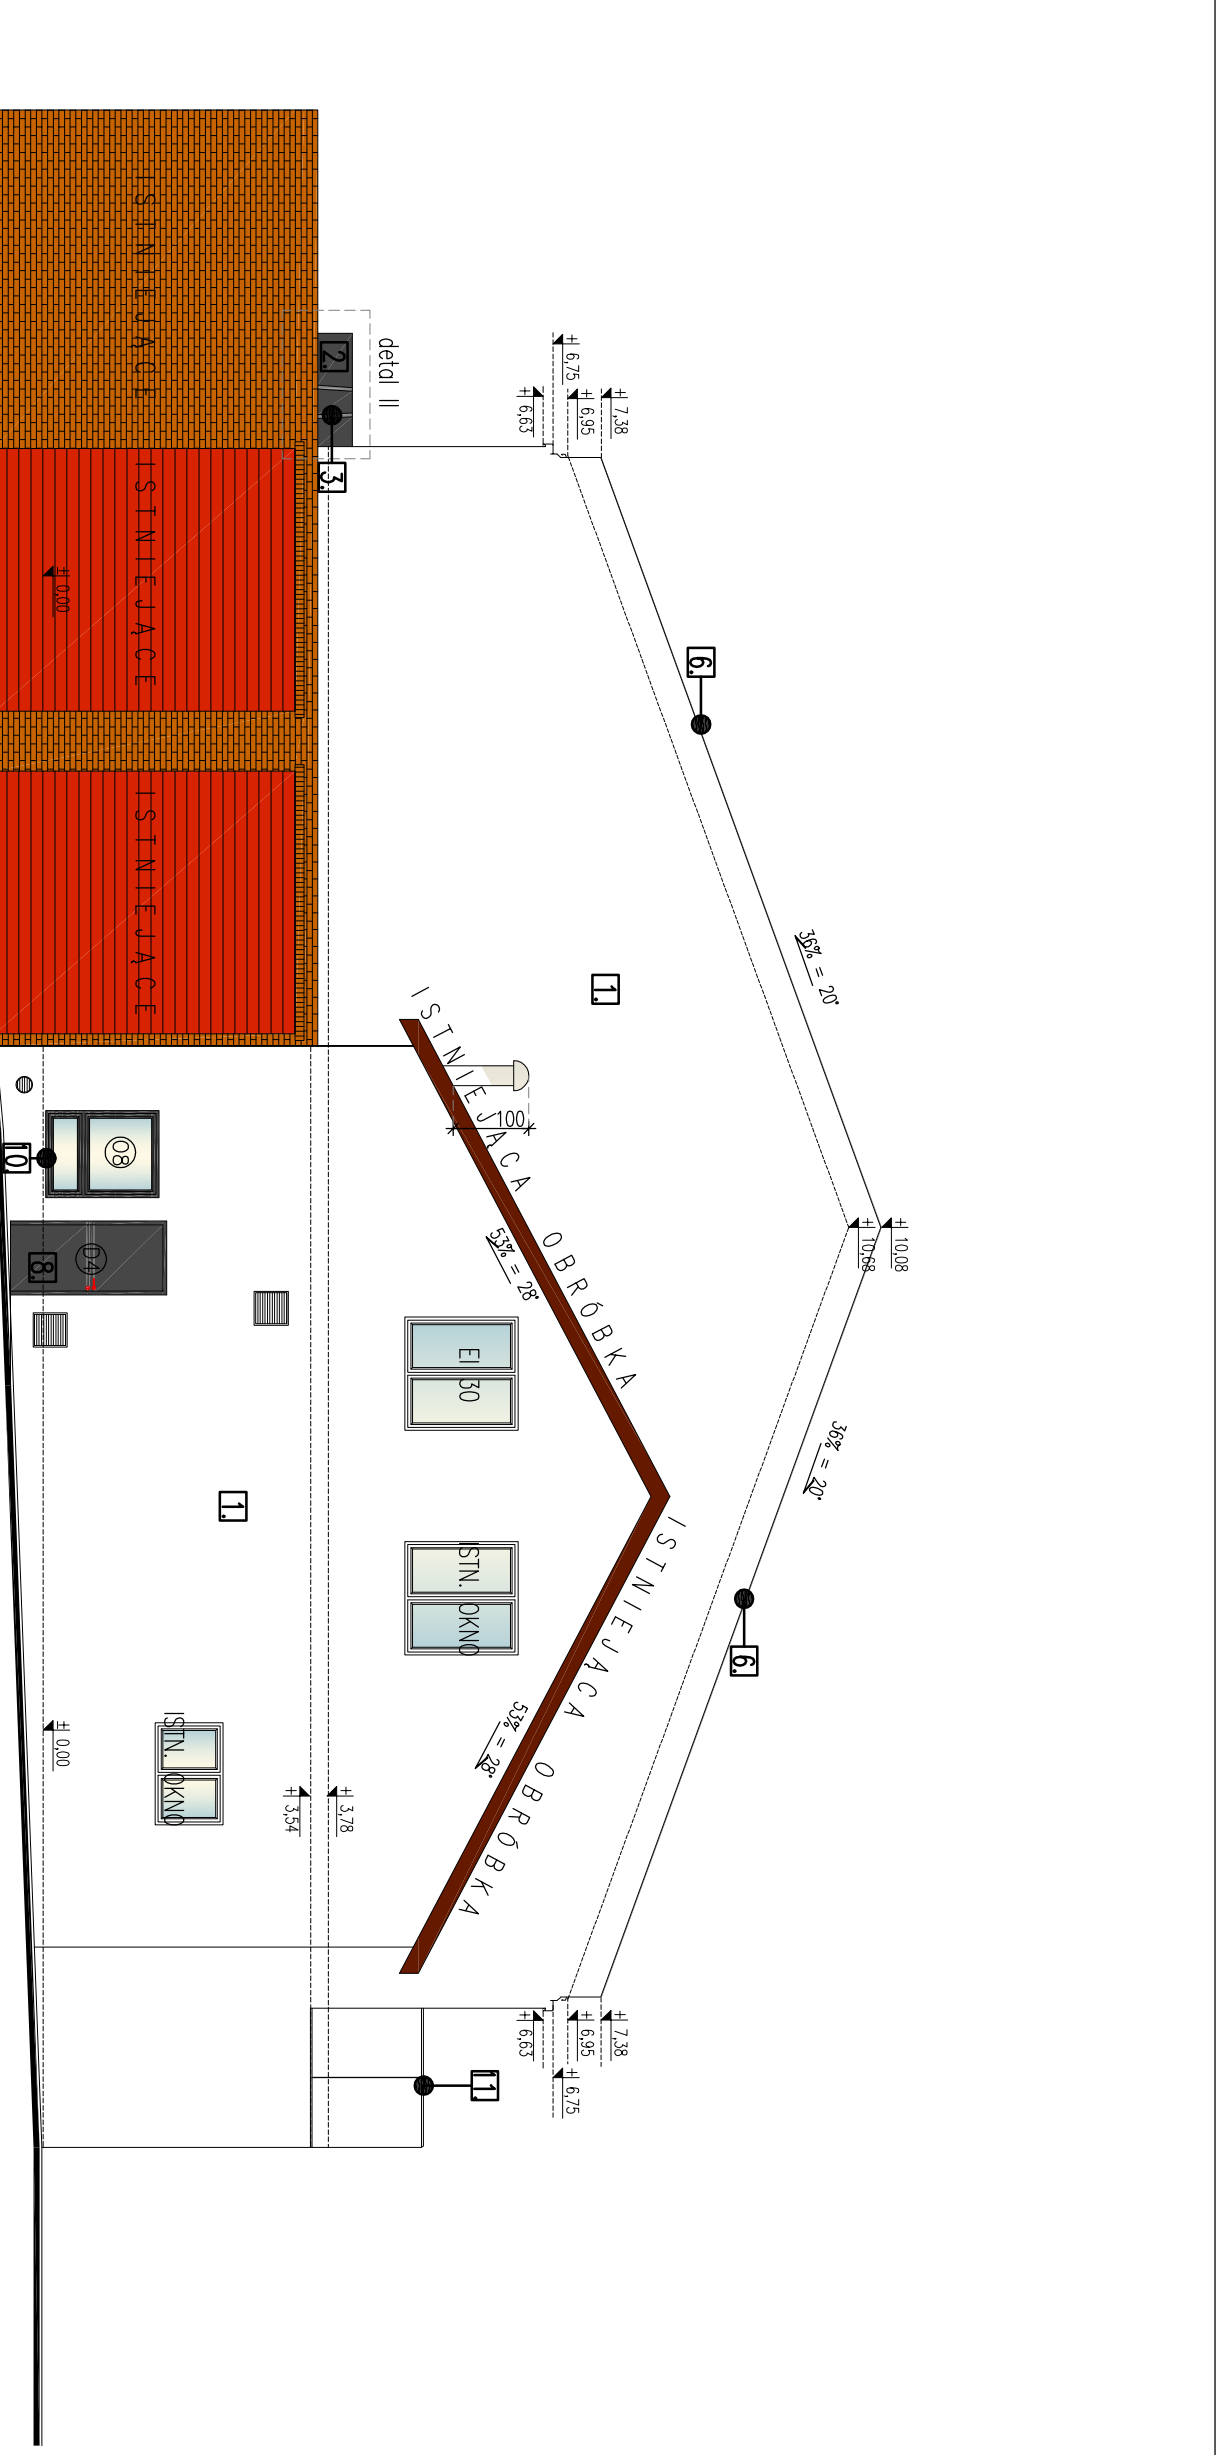 + 10,08
+ 10,68
36% = 20°
36% = 20°
6.
6.
+ 7,38
+ 6,95
+ 6,75
+ 6,63
+ 7,38
+ 6,95
+ 6,75
+ 6,63
1.
ISTNIEJĄCA OBRÓBKA
ISTNIEJĄCA OBRÓBKA
53% = 28°
53% = 28°
100
11.
detal II
2.
3.
EI 30
ISTN. OKNO
+ 3,78
+ 3,54
1.
ISTNIEJĄCE
ISTNIEJĄCE
ISTNIEJĄCE
ISTN. OKNO
O8
D4
8.
10.
± 0,00
± 0,00